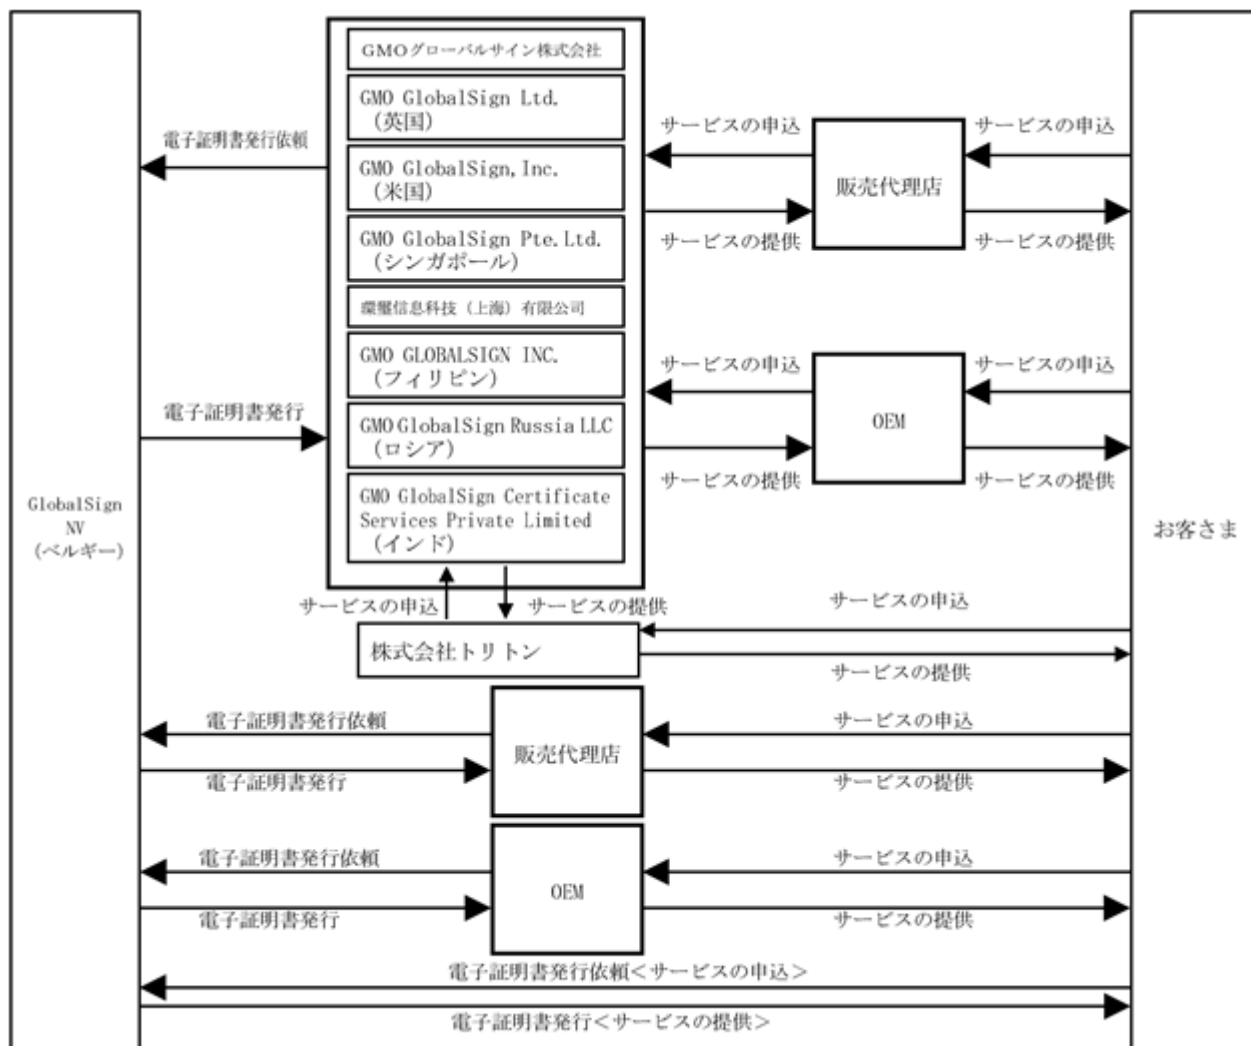 GMOグローバルサイン株式会社
GMO GlobalSign Ltd.
(英国)
GMO GlobalSign, Inc.
(米国)
GMO GlobalSign Pte.Ltd.
(シンガポール)
環璽信息科技（上海）有限公司
GMO GLOBALSIGN INC.
(フィリピン)
GMO GlobalSign Russia LLC
(ロシア)
GMO GlobalSign Certificate
Services Private Limited
(インド)
電子証明書発行依頼
電子証明書発行
サービスの申込
サービスの申込
販売代理店
サービスの提供
サービスの提供
サービスの申込
サービスの申込
OEM
サービスの提供
サービスの提供
GlobalSign
NV
(ベルギー)
お客さま
サービスの申込
サービスの提供
サービスの申込
株式会社トリトン
サービスの提供
電子証明書発行依頼
サービスの申込
販売代理店
電子証明書発行
サービスの提供
電子証明書発行依頼
サービスの申込
OEM
電子証明書発行
サービスの提供
電子証明書発行依頼＜サービスの申込＞
電子証明書発行＜サービスの提供＞